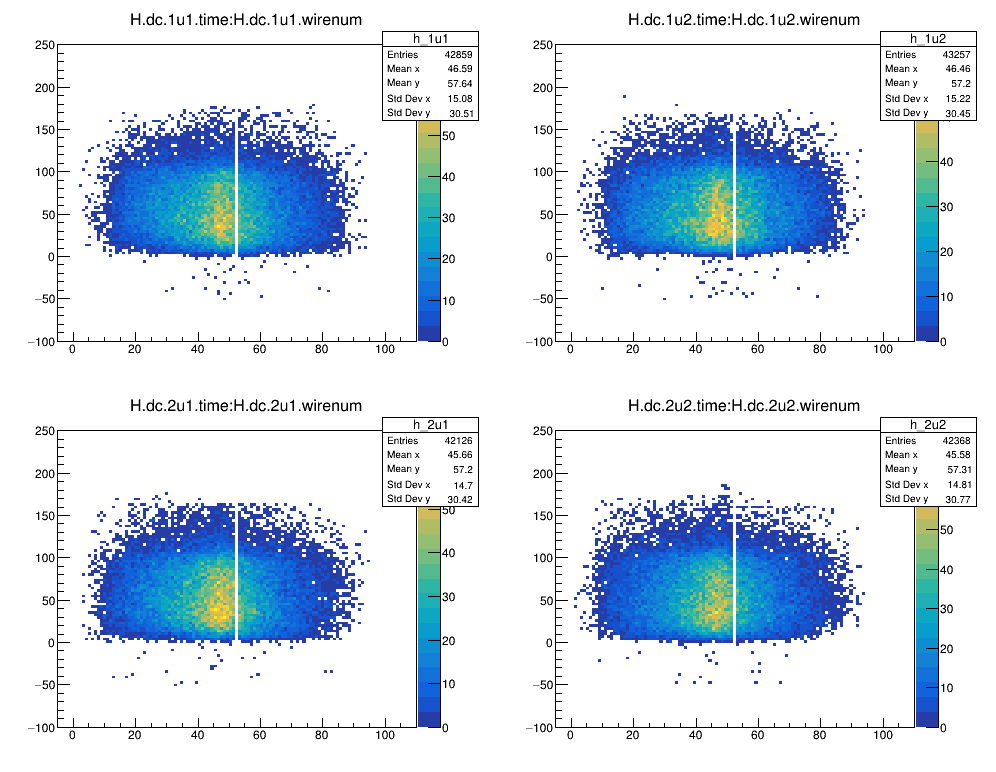 H.dc.1u1.time:H.dc.1u1.wirenum
h_1u1
Entries 42859
Mean x 46.59
Mean y 57.64
Std Dev x 15.08
Std Dev y 30.51
250
200
150
100
50
0
−50
−100
0 20 40 60 80 100
50
40
30
20
10
0
H.dc.1u2.time:H.dc.1u2.wirenum
h_1u2
Entries 43257
Mean x 46.46
Mean y 57.2
Std Dev x 15.22
Std Dev y 30.45
250
200
150
100
50
0
−50
−100
0 20 40 60 80 100
40
30
20
10
0
H.dc.2u1.time:H.dc.2u1.wirenum
h_2u1
Entries 42126
Mean x 45.66
Mean y 57.2
Std Dev x 14.7
Std Dev y 30.42
250
200
150
100
50
0
−50
−100
0 20 40 60 80 100
50
40
30
20
10
0
H.dc.2u2.time:H.dc.2u2.wirenum
h_2u2
Entries 42368
Mean x 45.58
Mean y 57.31
Std Dev x 14.81
Std Dev y 30.77
250
200
150
100
50
0
−50
−100
0 20 40 60 80 100
50
40
30
20
10
0